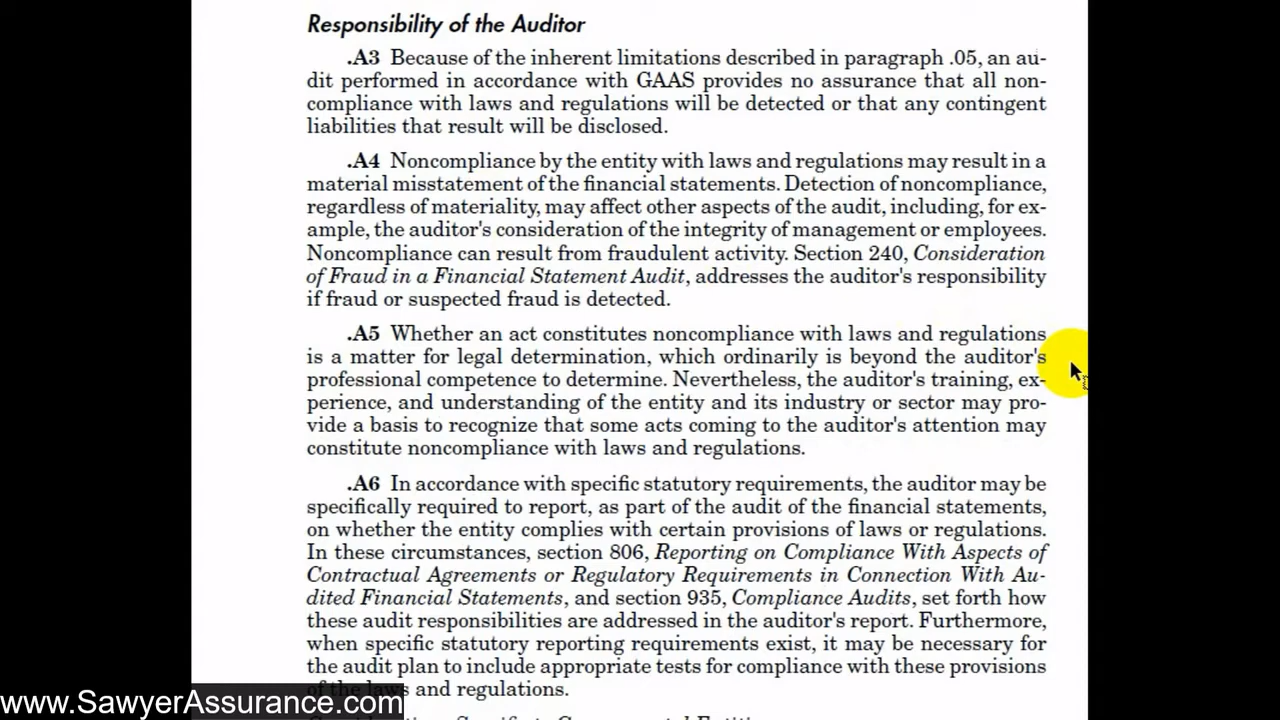 Responsibility of the Auditor
.A3 Because of the inherent limitations described in paragraph .05, an au-
dit performed in accordance with GAAS provides no assurance that all non-
compliance with laws and regulations will be detected or that any contingent
liabilities that result will be disclosed.
.A4 Noncompliance by the entity with laws and regulations may result in a
material misstatement of the financial statements. Detection of noncompliance,
regardless of materiality, may affect other aspects of the audit, including, for ex-
ample, the auditor's consideration of the integrity of management or employees.
Noncompliance can result from fraudulent activity. Section 240, Consideration
of Fraud in a Financial Statement Audit, addresses the auditor's responsibility
if fraud or suspected fraud is detected.
.A5 Whether an act constitutes noncompliance with laws and regulations
is a matter for legal determination, which ordinarily is beyond the auditor's
professional competence to determine. Nevertheless, the auditor's training, ex-
perience, and understanding of the entity and its industry or sector may pro-
vide a basis to recognize that some acts coming to the auditor's attention may
constitute noncompliance with laws and regulations.
.A6 In accordance with specific statutory requirements, the auditor may be
specifically required to report, as part of the audit of the financial statements,
on whether the entity complies with certain provisions of laws or regulations.
In these circumstances, section 806, Reporting on Compliance With Aspects of
Contractual Agreements or Regulatory Requirements in Connection With Au-
dited Financial Statements, and section 935, Compliance Audits, set forth how
these audit responsibilities are addressed in the auditor's report. Furthermore,
when specific statutory reporting requirements exist, it may be necessary for
the audit plan to include appropriate tests for compliance with these provisions
of the laws and regulations.
www.SawyerAssurance.com